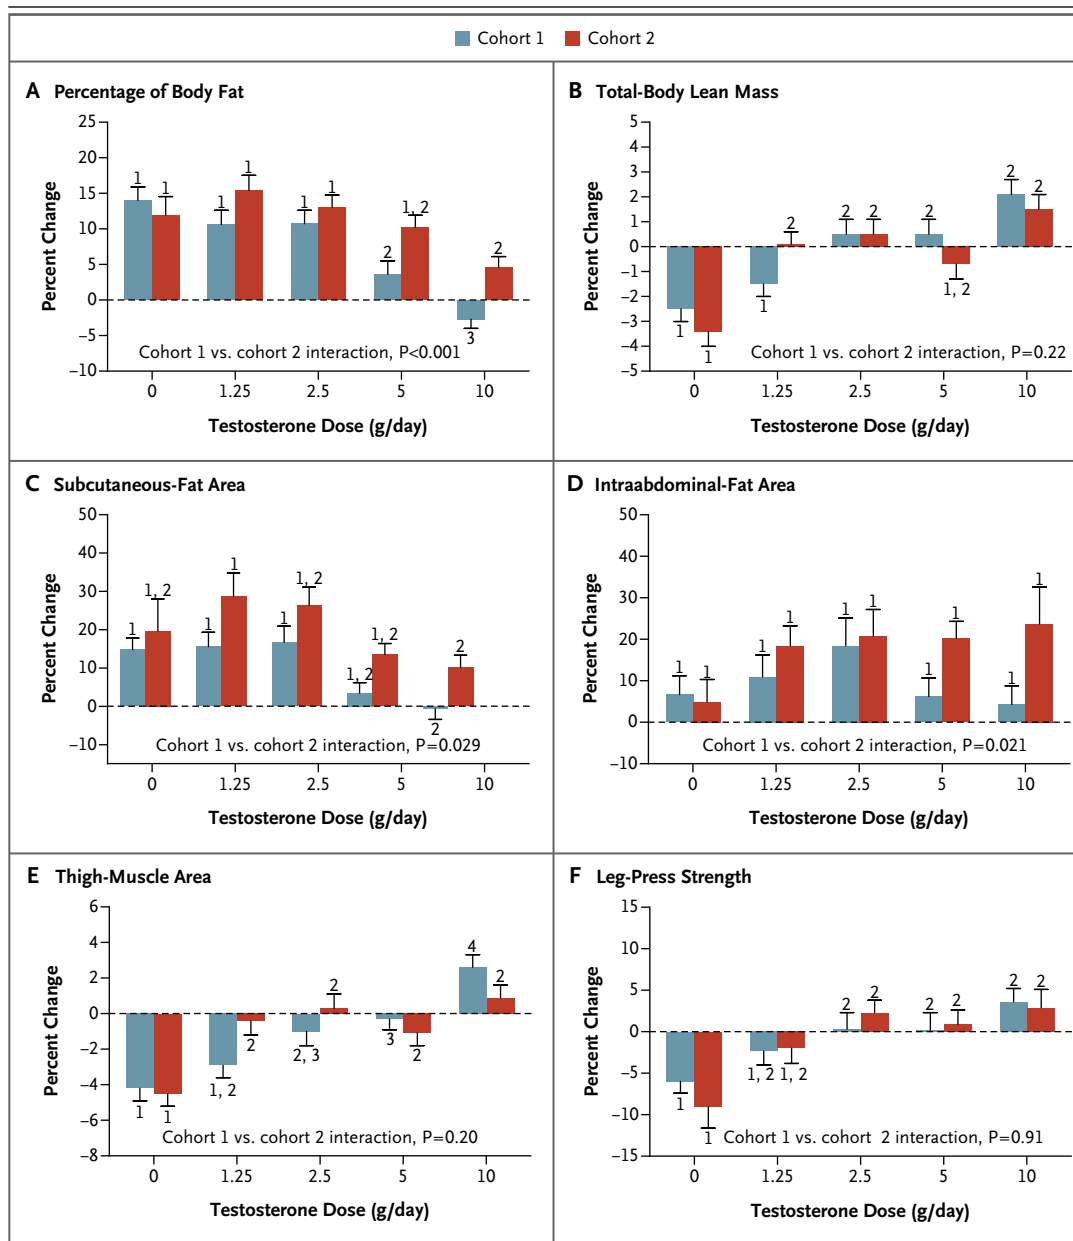 Cohort 1 Cohort 2
A Percentage of Body Fat
25
20
15
10
5
0
−5
−10
Percent Change
1 1 1 1 1 1 2 1, 2 3 2
Cohort 1 vs. cohort 2 interaction, P<0.001
0 1.25 2.5 5 10
Testosterone Dose (g/day)
B Total-Body Lean Mass
5
4
3
2
1
0
−1
−2
−3
−4
−5
Percent Change
1 1 1 2 2 2 2 1, 2 2 2
Cohort 1 vs. cohort 2 interaction, P=0.22
0 1.25 2.5 5 10
Testosterone Dose (g/day)
C Subcutaneous-Fat Area
50
40
30
20
10
0
−10
Percent Change
1 1, 2 1 1 1 1, 2 1, 2 1, 2 2 2
Cohort 1 vs. cohort 2 interaction, P=0.029
0 1.25 2.5 5 10
Testosterone Dose (g/day)
D Intraabdominal-Fat Area
50
40
30
20
10
0
−10
Percent Change
1 1 1 1 1 1 1 1 1 1
Cohort 1 vs. cohort 2 interaction, P=0.021
0 1.25 2.5 5 10
Testosterone Dose (g/day)
E Thigh-Muscle Area
6
4
2
0
−2
−4
−6
−8
Percent Change
1 1 1, 2 2 2, 3 2 3 2 4 2
Cohort 1 vs. cohort 2 interaction, P=0.20
0 1.25 2.5 5 10
Testosterone Dose (g/day)
F Leg-Press Strength
15
10
5
0
−5
−10
−15
Percent Change
1 1 1, 2 1, 2 2 2 2 2 2 2
Cohort 1 vs. cohort 2 interaction, P=0.91
0 1.25 2.5 5 10
Testosterone Dose (g/day)